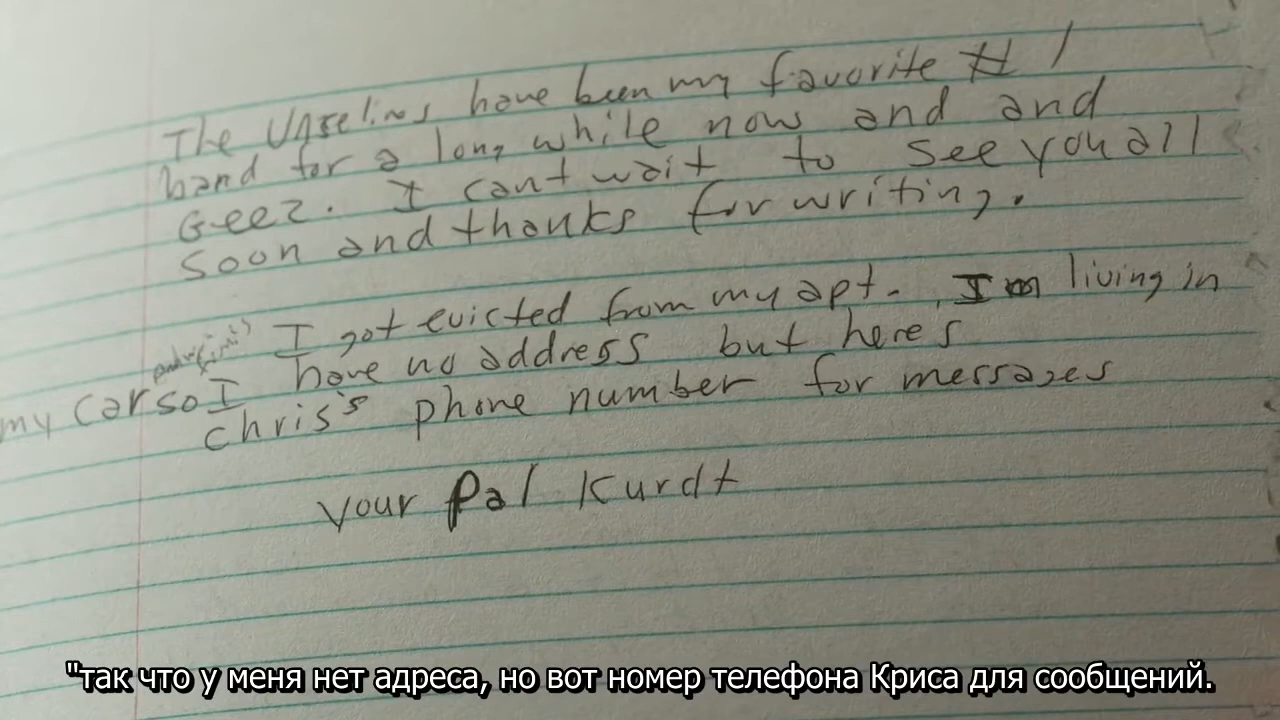 The Vaselines have been my favorite #1
band for a long while now and and
Geez. I cant wait to see you all
soon and thanks for writing.
I got evicted from my apt. Im living in
my car so I have no address but heres
Chris's phone number for messages
your pal Kurdt
"так что у меня нет адреса, но вот номер телефона Криса для сообщений.